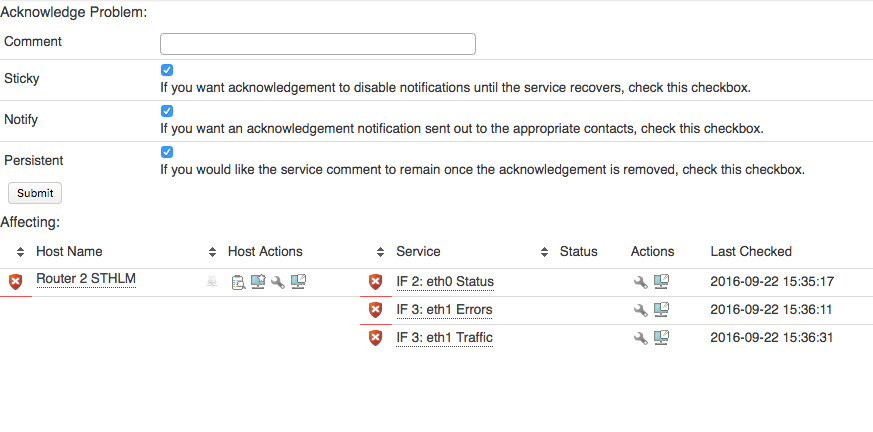 Acknowledge Problem:
Comment
Sticky
If you want acknowledgement to disable notifications until the service recovers, check this checkbox.
Notify
If you want an acknowledgement notification sent out to the appropriate contacts, check this checkbox.
Persistent
If you would like the service comment to remain once the acknowledgement is removed, check this checkbox.
Submit
Affecting:
Host Name Host Actions Service Status Actions Last Checked
Router 2 STHLM IF 2: eth0 Status 2016-09-22 15:35:17
IF 3: eth1 Errors 2016-09-22 15:36:11
IF 3: eth1 Traffic 2016-09-22 15:36:31